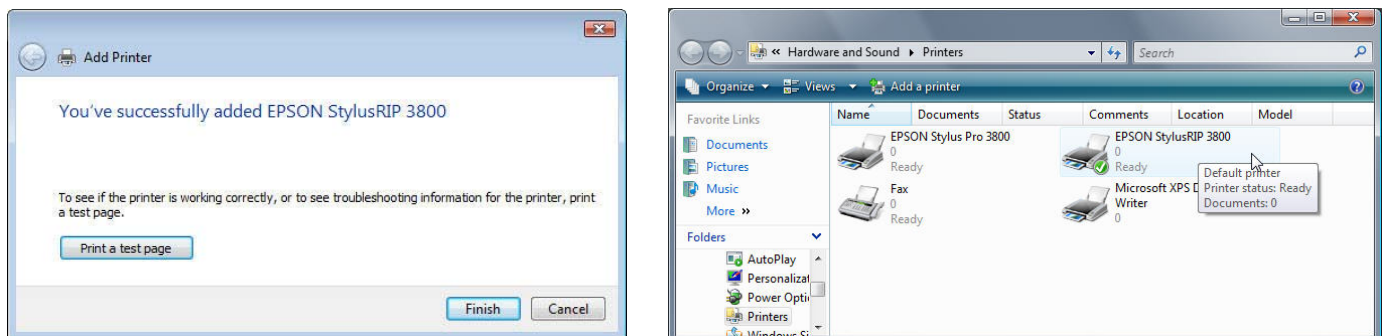 Add Printer
You've successfully added EPSON StylusRIP 3800
To see if the printer is working correctly, or to see troubleshooting information for the printer, print
a test page.
Print a test page
Finish
Cancel
« Hardware and Sound ▸ Printers
Search
Organize
Views
Add a printer
Favorite Links
Documents
Pictures
Music
More »
Folders
AutoPlay
Personalizat
Power Opti
Printers
Windows Si
Name Documents Status Comments Location Model
EPSON Stylus Pro 3800
0
Ready
EPSON StylusRIP 3800
0
Ready
Fax
0
Ready
Microsoft XPS D
Writer
0
Default printer
Printer status: Ready
Documents: 0